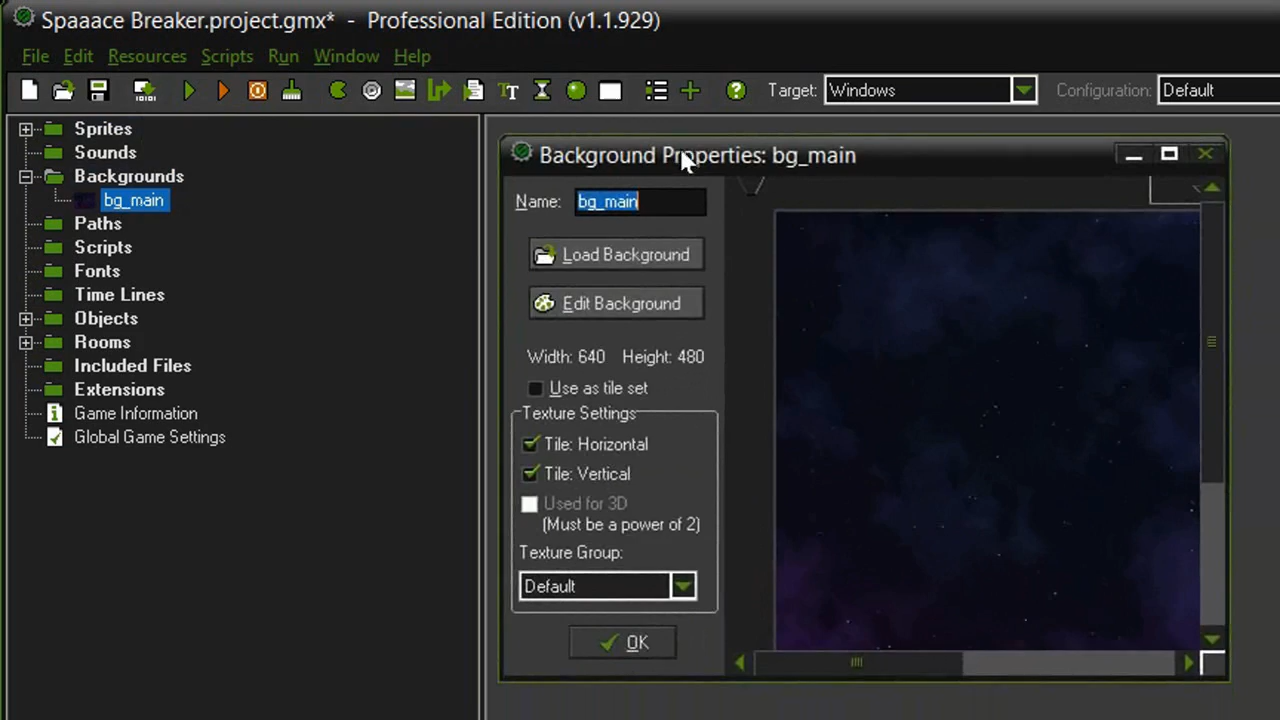 Spaaace Breaker.project.gmx* - Professional Edition (v1.1.929)
File Edit Resources Scripts Run Window Help
Target: Windows Configuration: Default
Sprites
Sounds
Backgrounds
bg_main
Paths
Scripts
Fonts
Time Lines
Objects
Rooms
Included Files
Extensions
Game Information
Global Game Settings
Background Properties: bg_main
Name: bg_main
Load Background
Edit Background
Width: 640 Height: 480
Use as tile set
Texture Settings
Tile: Horizontal
Tile: Vertical
Used for 3D
(Must be a power of 2)
Texture Group:
Default
OK